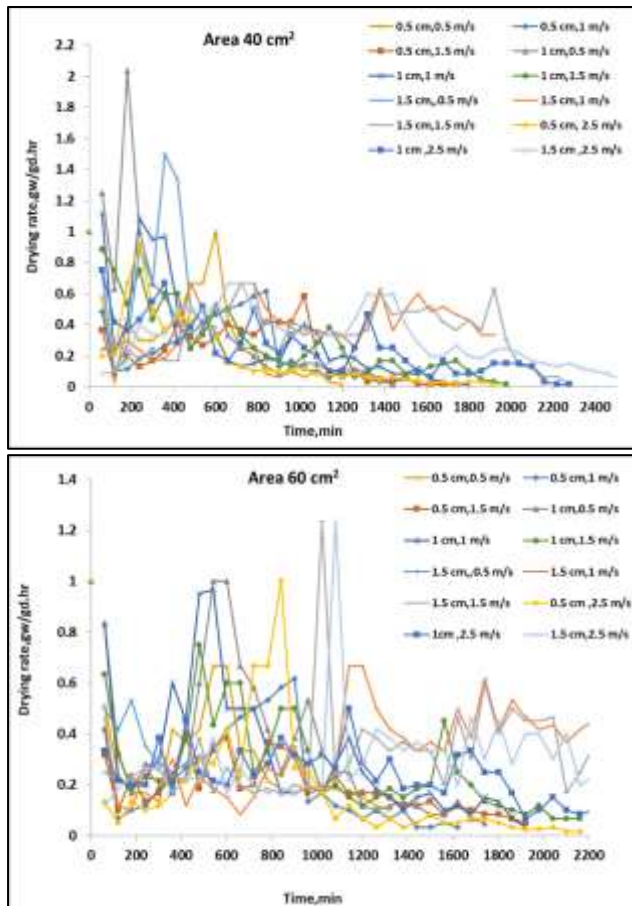 Area 40 cm²
0.5 cm,0.5 m/s
0.5 cm,1 m/s
0.5 cm,1.5 m/s
1 cm,0.5 m/s
1 cm,1 m/s
1 cm,1.5 m/s
1.5 cm,,0.5 m/s
1.5 cm,1 m/s
1.5 cm,1.5 m/s
0.5 cm, 2.5 m/s
1 cm ,2.5 m/s
1.5 cm ,2.5 m/s
Drying rate,gw/gd.hr
2.2
2
1.8
1.6
1.4
1.2
1
0.8
0.6
0.4
0.2
0
0 200 400 600 800 1000 1200 1400 1600 1800 2000 2200 2400
Time,min
Area 60 cm²
0.5 cm,0.5 m/s
0.5 cm,1 m/s
0.5 cm,1.5 m/s
1 cm,0.5 m/s
1 cm,1 m/s
1 cm,1.5 m/s
1.5 cm,,0.5 m/s
1.5 cm,1 m/s
1.5 cm,1.5 m/s
0.5 cm ,2.5 m/s
1cm ,2.5 m/s
1.5 cm,2.5 m/s
Drying rate,gw/gd.hr
1.4
1.2
1
0.8
0.6
0.4
0.2
0
0 200 400 600 800 1000 1200 1400 1600 1800 2000 2200
Time,min